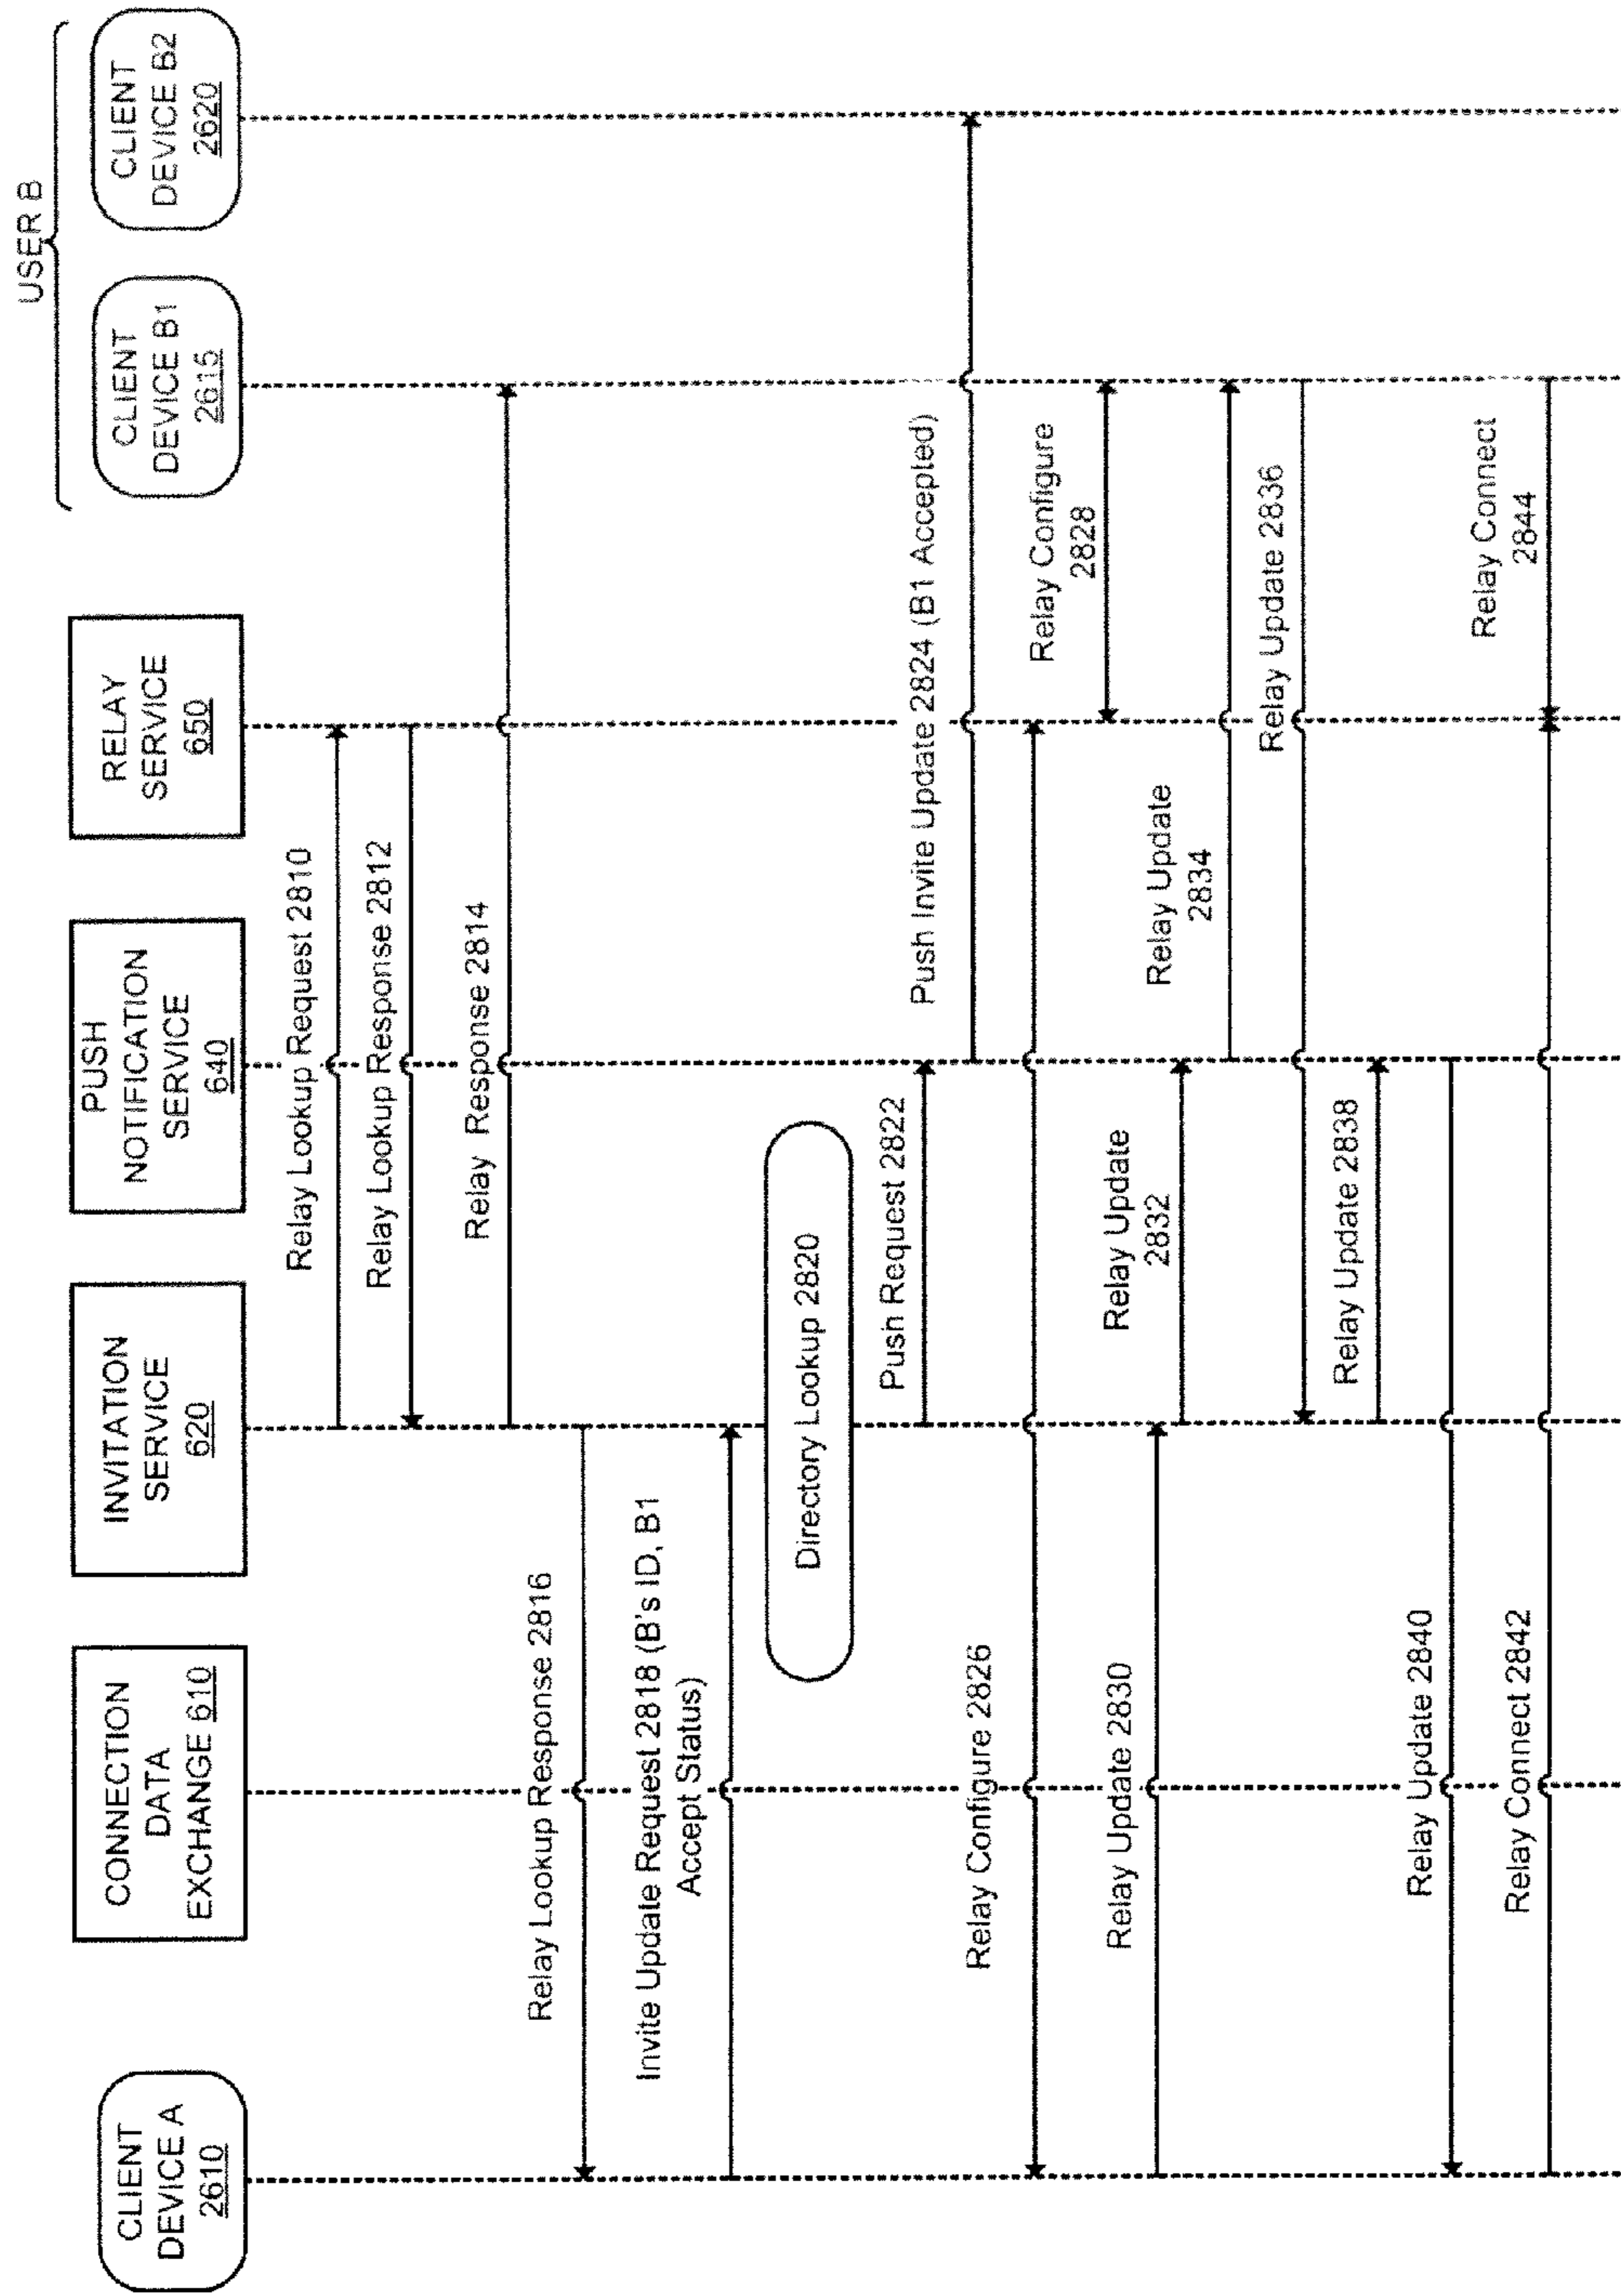 CLIENT
DEVICE A
2610
CONNECTION
DATA
EXCHANGE 610
INVITATION
SERVICE
620
PUSH
NOTIFICATION
SERVICE
640
RELAY
SERVICE
650
USER B
CLIENT
DEVICE B1
2615
CLIENT
DEVICE B2
2620
Relay Lookup Request 2810
Relay Lookup Response 2812
Relay Response 2814
Relay Lookup Response 2816
Invite Update Request 2818 (B's ID, B1
Accept Status)
Directory Lookup 2820
Push Request 2822
Push Invite Update 2824 (B1 Accepted)
Relay Configure 2826
Relay Configure
2828
Relay Update 2830
Relay Update
2832
Relay Update
2834
Relay Update 2836
Relay Update 2838
Relay Update 2840
Relay Connect 2842
Relay Connect
2844